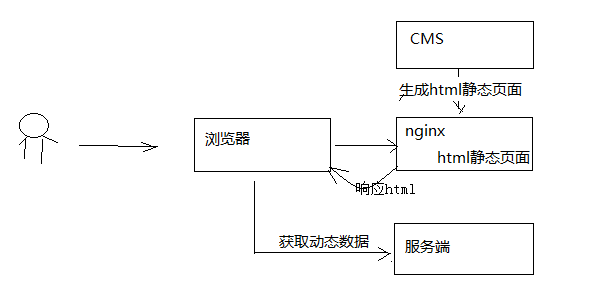 CMS
生成html静态页面
浏览器
nginx
html静态页面
响应html
获取动态数据
服务端